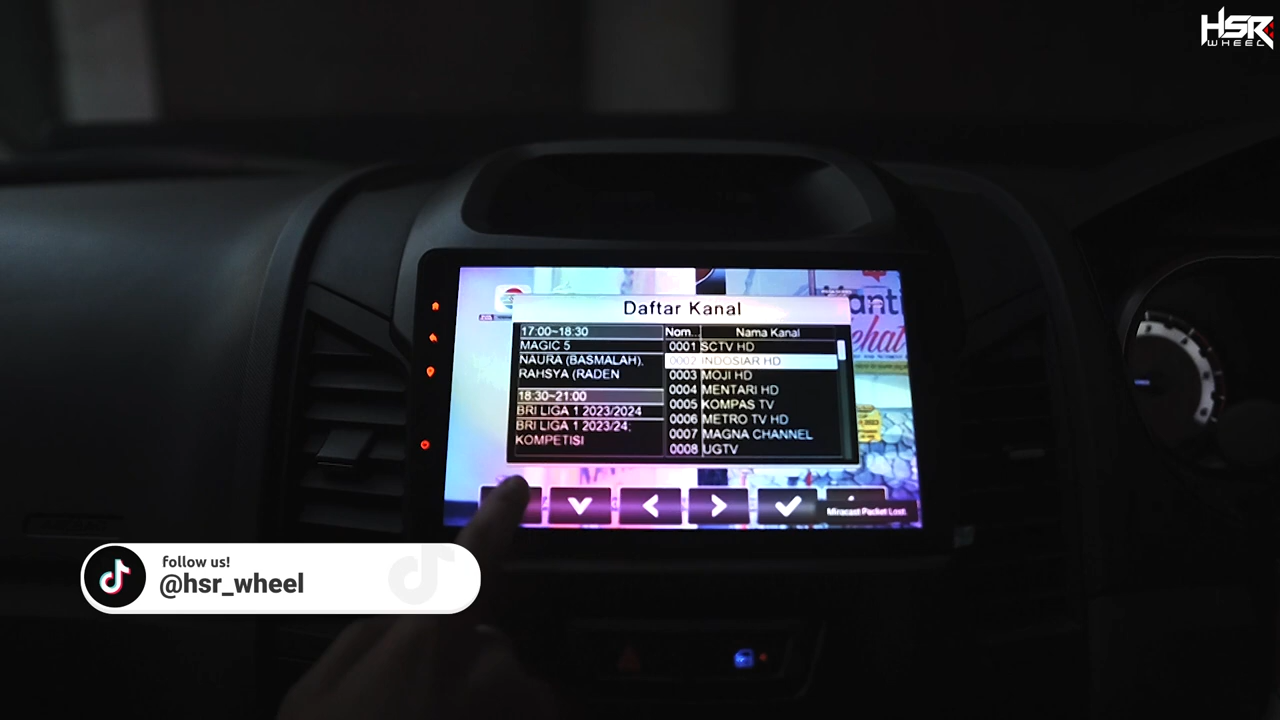 HSR
WHEEL
Daftar Kanal
17:00~18:30
MAGIC 5
NAURA (BASMALAH),
RAHSYA (RADEN
18:30~21:00
BRI LIGA 1 2023/2024
BRI LIGA 1 2023/24;
KOMPETISI
Nom... Nama Kanal
0001 SCTV HD
0002 INDOSIAR HD
0003 MOJI HD
0004 MENTARI HD
0005 KOMPAS TV
0006 METRO TV HD
0007 MAGNA CHANNEL
0008 UGTV
Miracast Packet Lost.
follow us!
@hsr_wheel